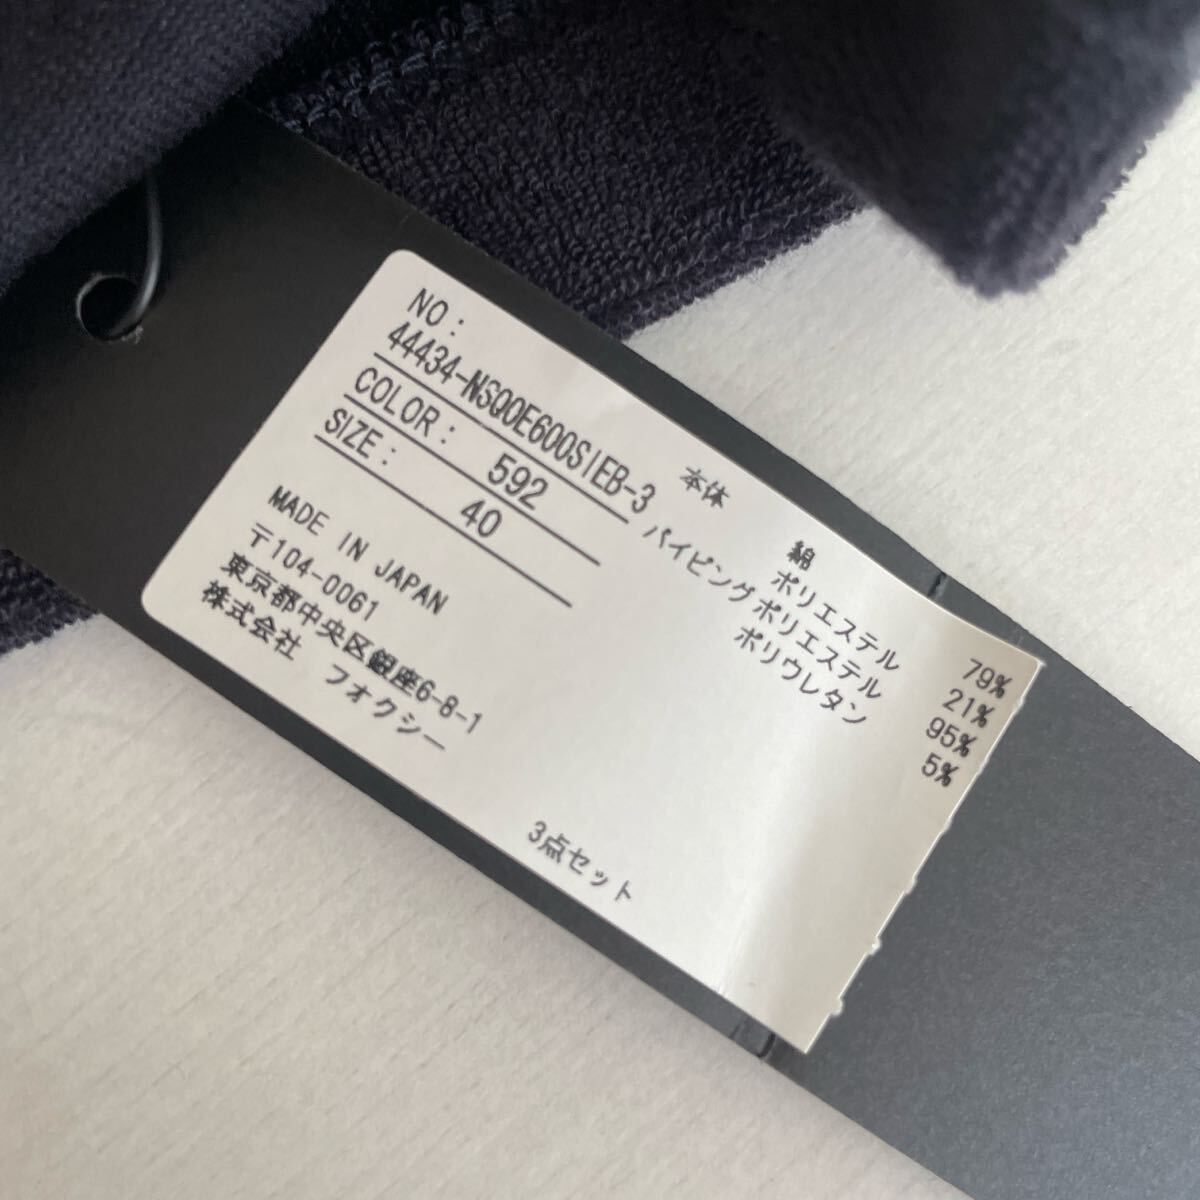 NO:
44434-NSQOE600SIEB-3
COLOR: 592
SIZE: 40
MADE IN JAPAN
〒104-0061
東京都中央区銀座6-8-1
株式会社 フオクシー
本体 綿 79%
ポリエステル 21%
パイピング ポリエステル 95%
ポリウレタン 5%
3点セット